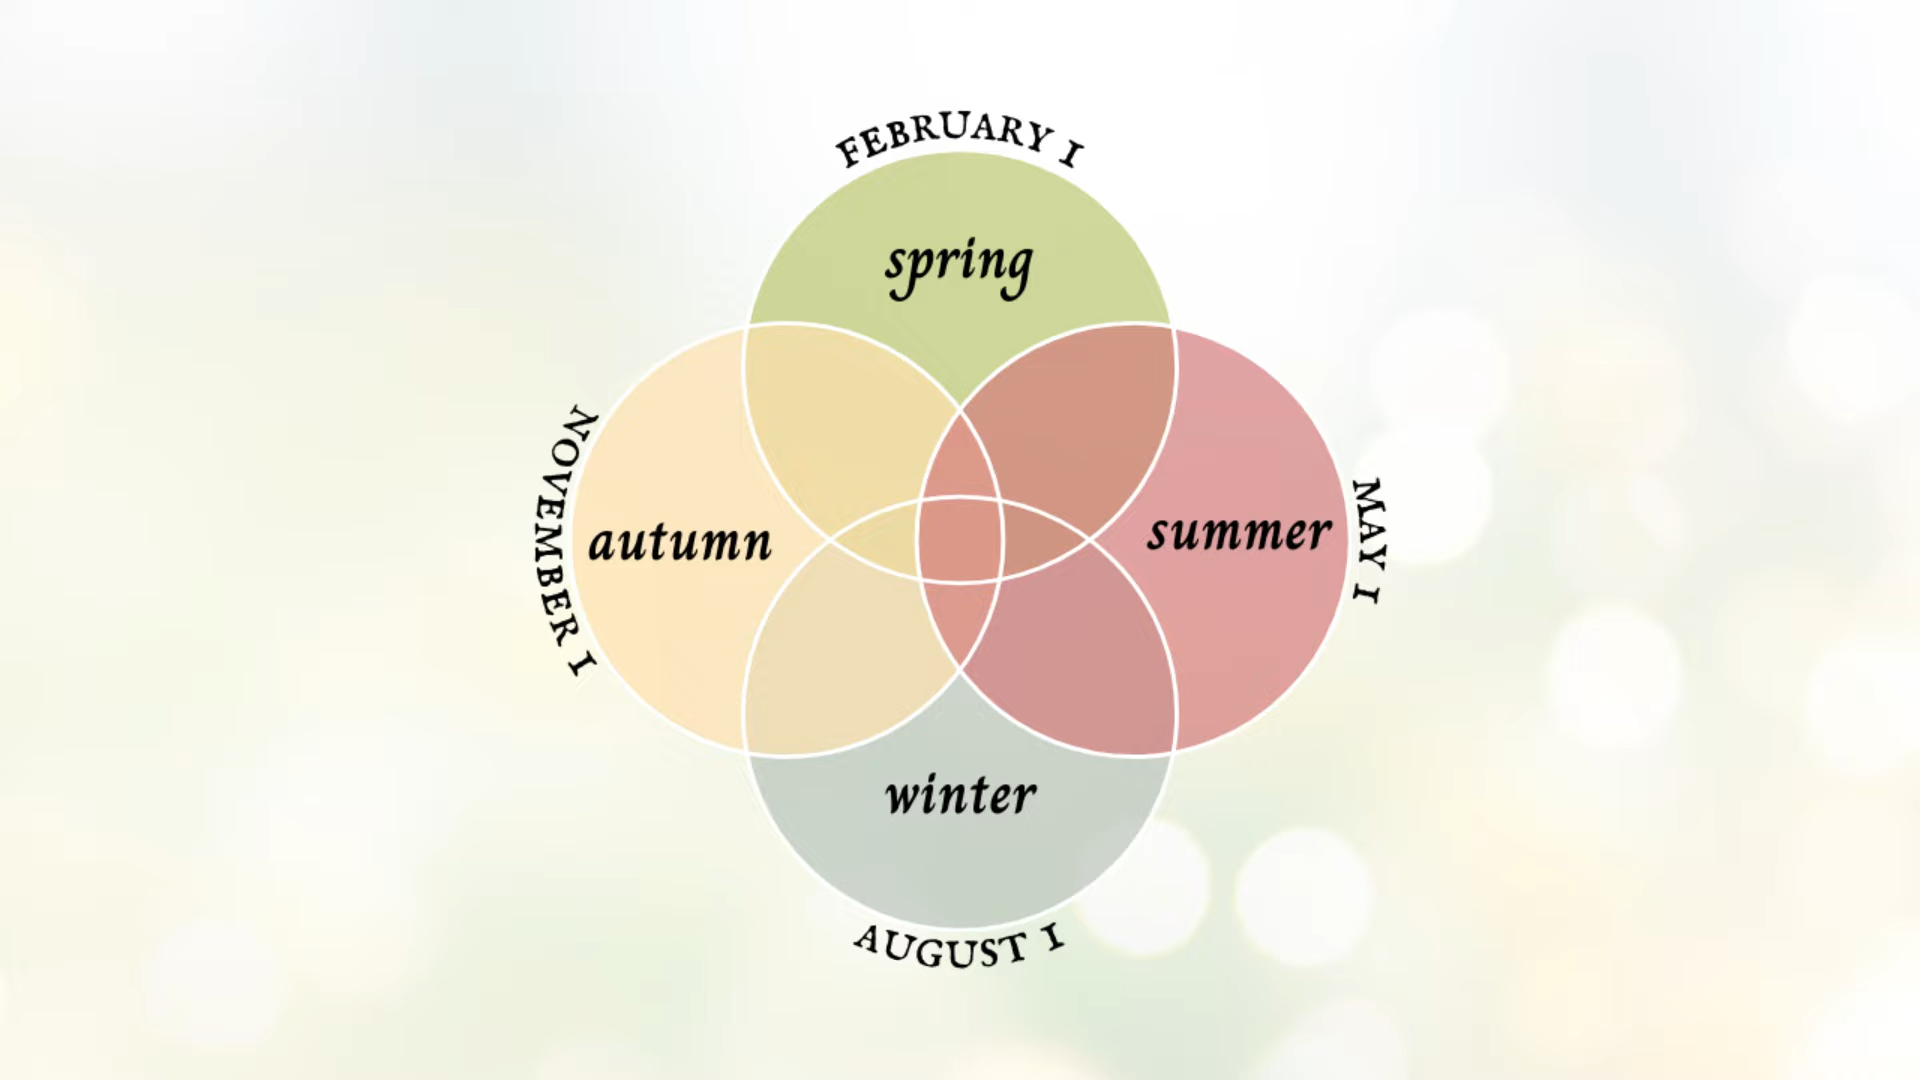 FEBRUARY 1
spring
NOVEMBER 1
autumn
summer
MAY 1
winter
AUGUST 1